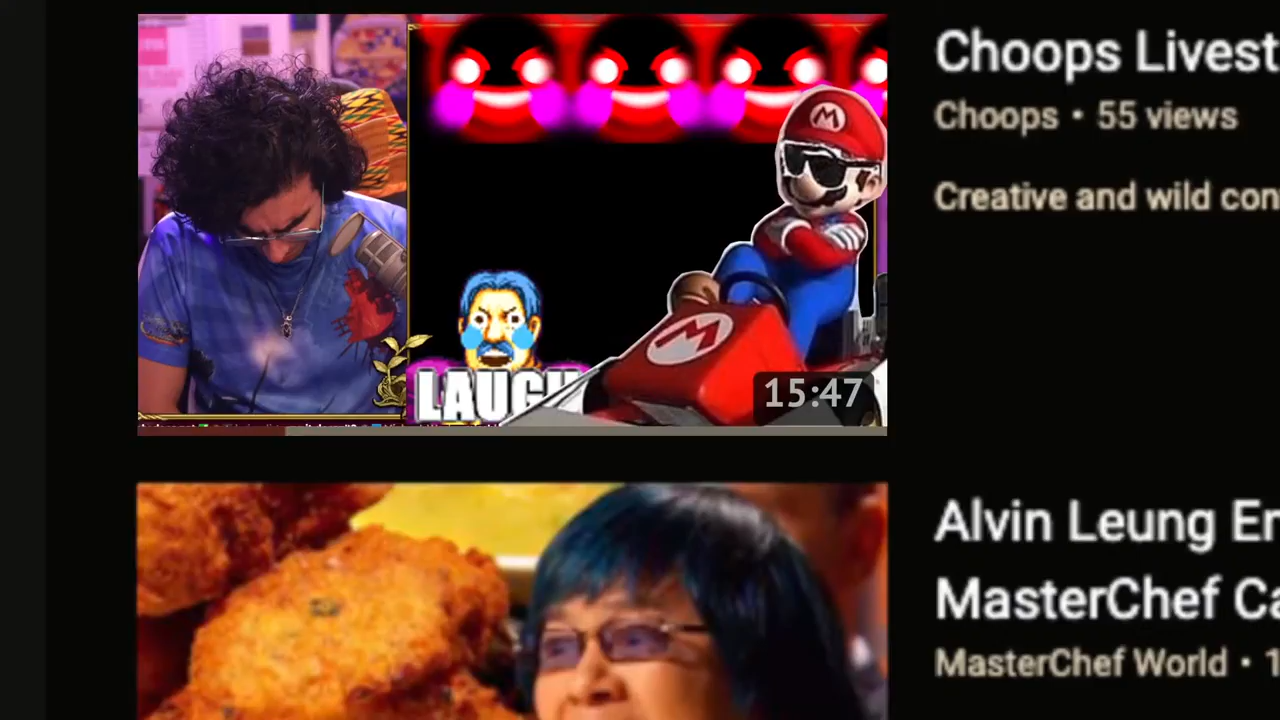 Choops Livest
Choops • 55 views
Creative and wild con
M
M
LAUGH
15:47
Alvin Leung Er
MasterChef Ca
MasterChef World • 1